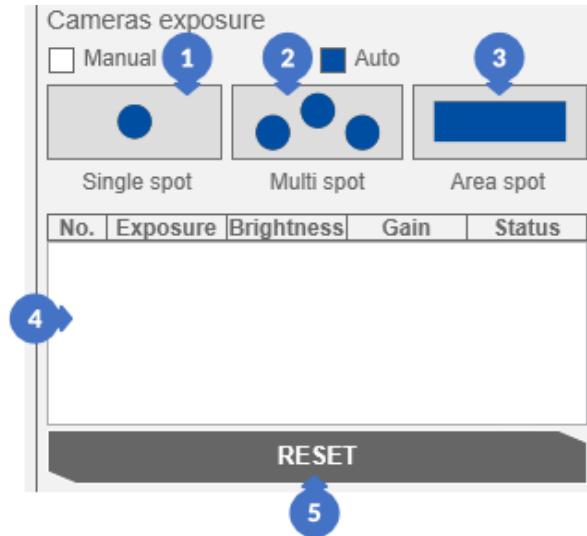 Cameras exposure
Manual 1 2 Auto 3
Single spot Multi spot Area spot
No. Exposure Brightness Gain Status
4
RESET
5